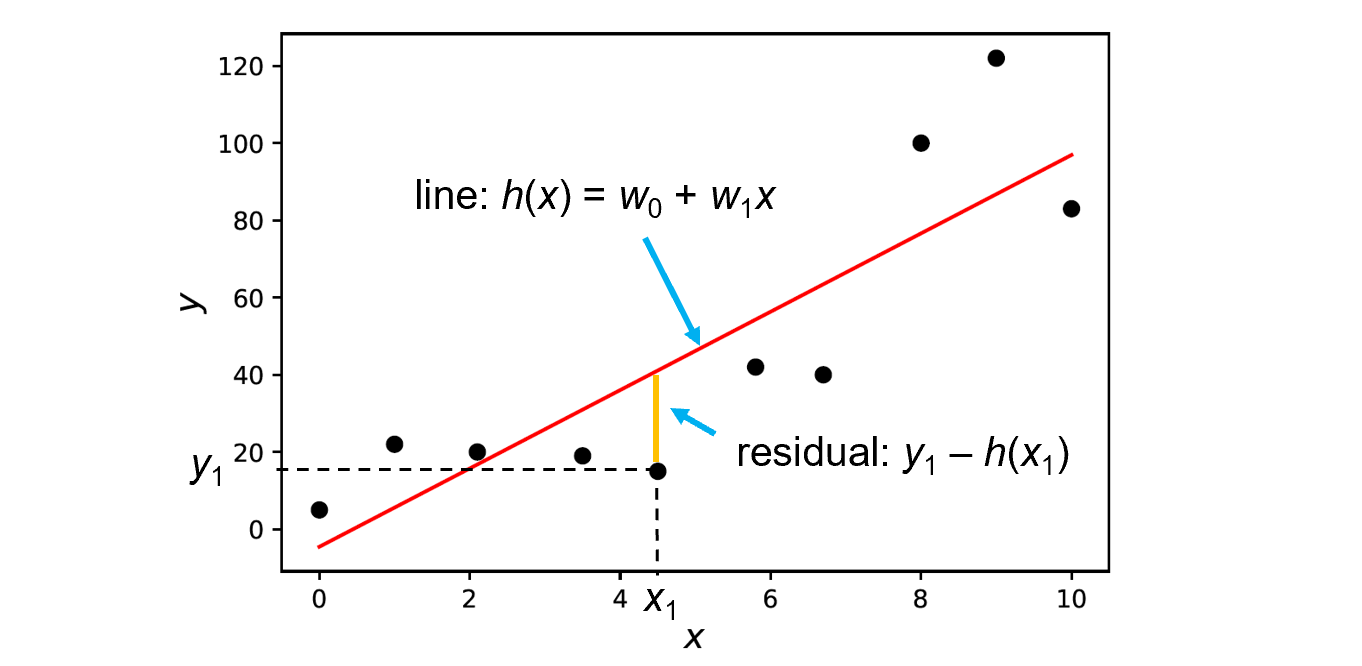 120
100
line: h(x) = w₀ + w₁x
80
y
60
40
residual: y₁ – h(x₁)
20
y₁
0
0 2 4 x₁ 6 8 10
x